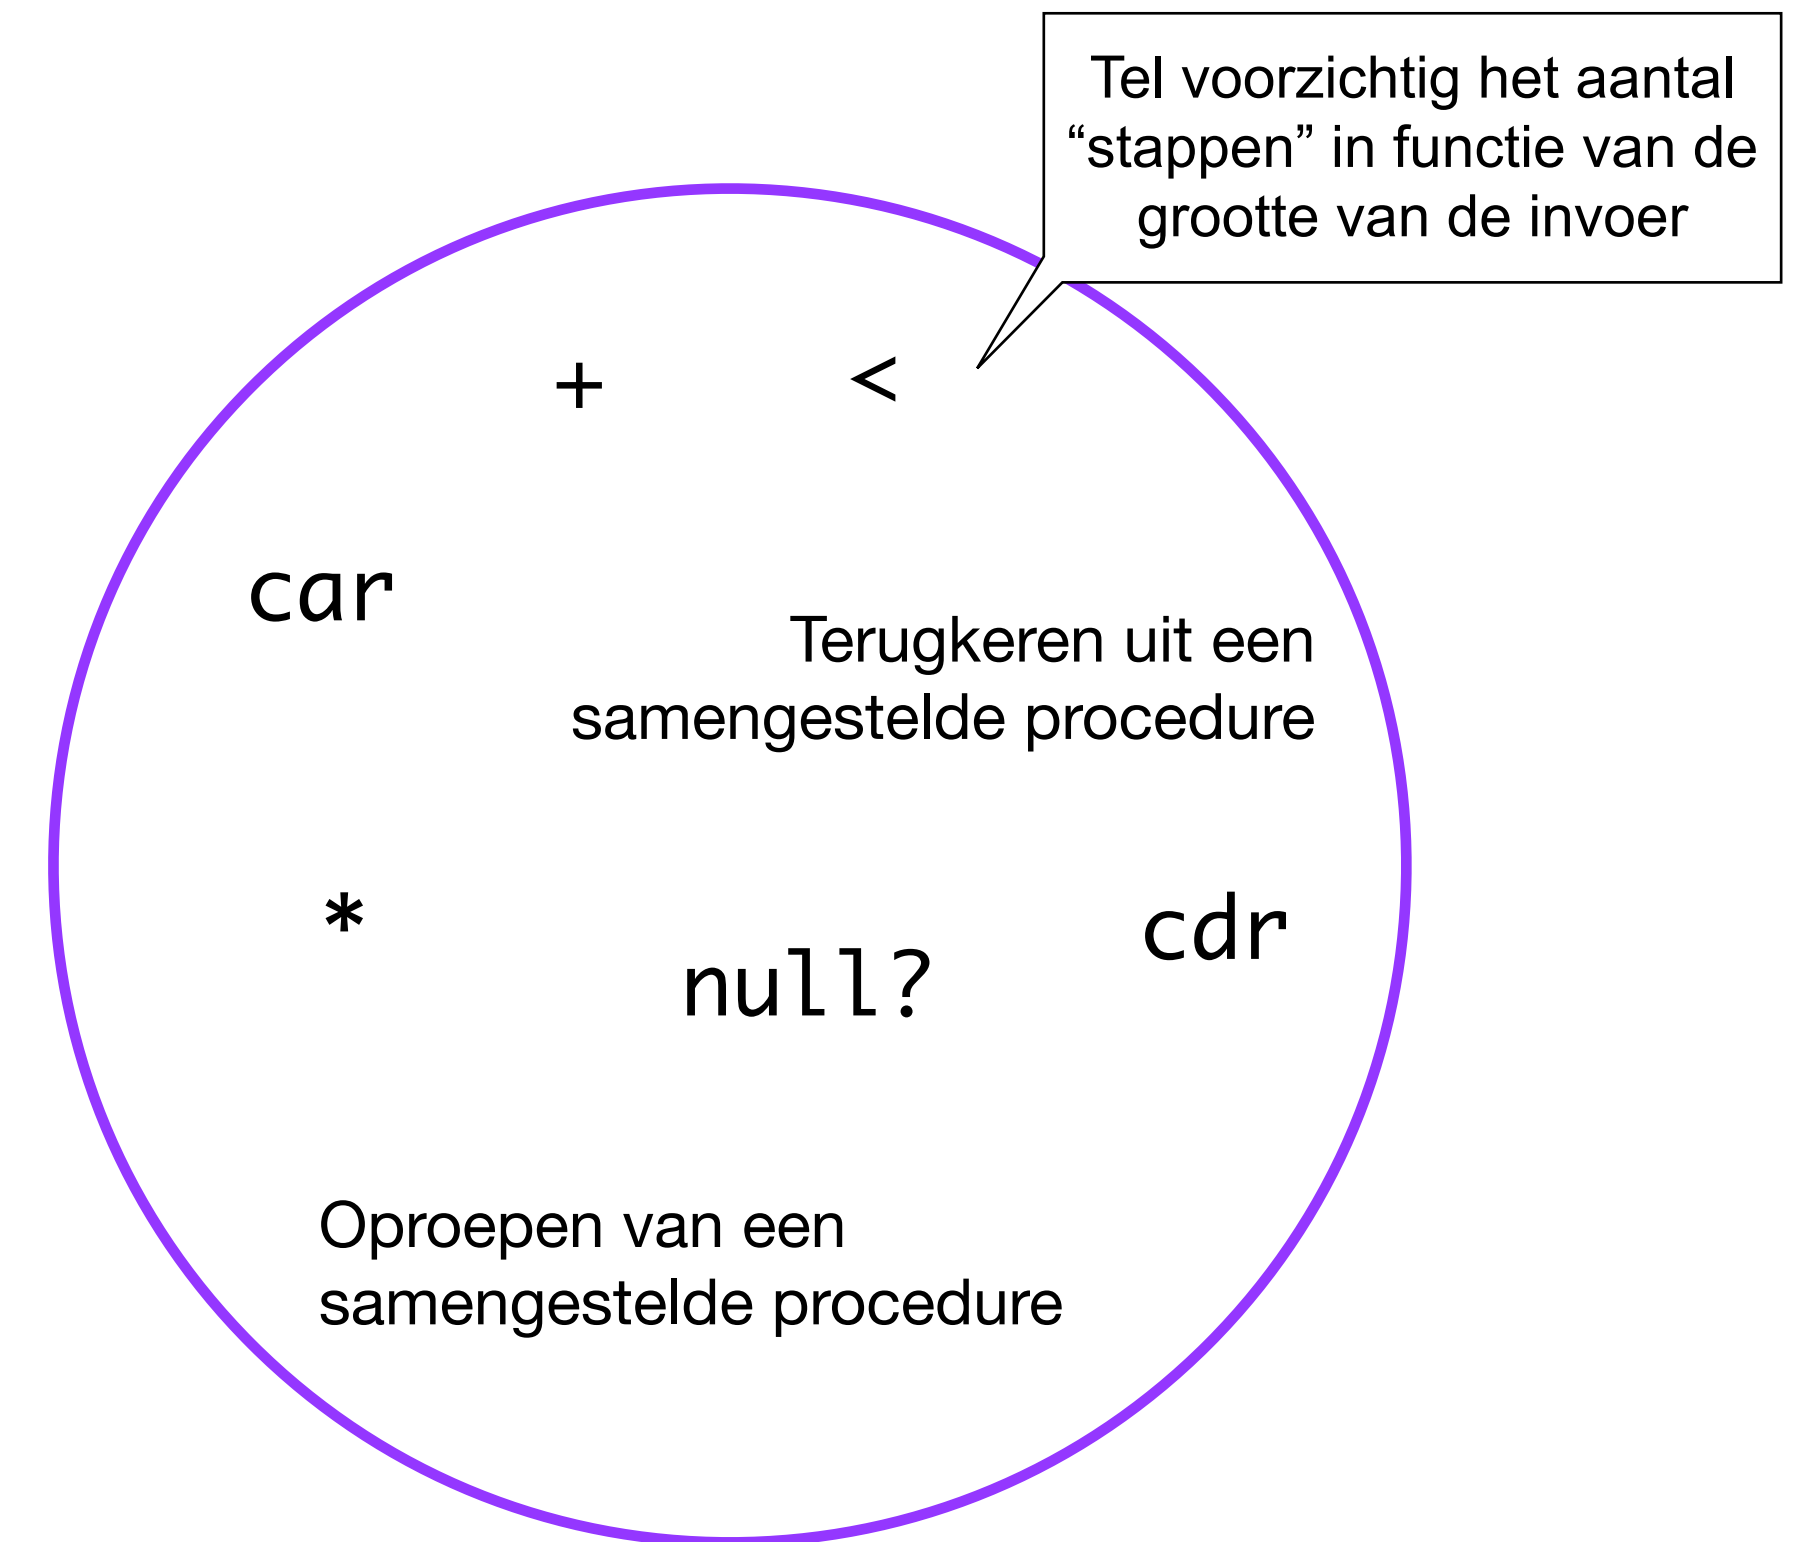 Tel voorzichtig het aantal
“stappen” in functie van de
grootte van de invoer
+ <
car
Terugkeren uit een
samengestelde procedure
* cdr
null?
Oproepen van een
samengestelde procedure